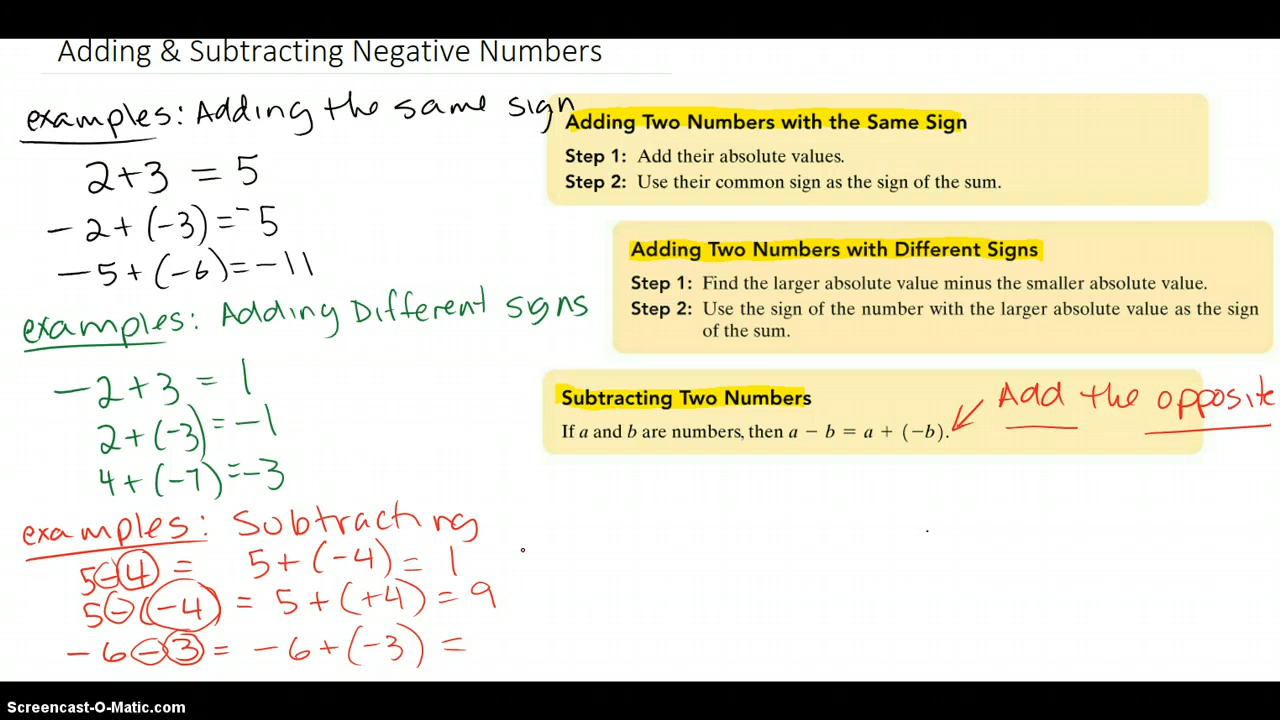 Adding & Subtracting Negative Numbers
examples: Adding the same sign
2+3 = 5
-2+(-3)=-5
-5+(-6)=-11
examples: Adding Different signs
-2+3 = 1
2+(-3)=-1
4+(-7)=-3
examples: Subtracting
5-4 = 5+(-4) = 1
5-(-4) = 5+(+4) = 9
-6-3 = -6+(-3) =
Adding Two Numbers with the Same Sign
Step 1: Add their absolute values.
Step 2: Use their common sign as the sign of the sum.
Adding Two Numbers with Different Signs
Step 1: Find the larger absolute value minus the smaller absolute value.
Step 2: Use the sign of the number with the larger absolute value as the sign
of the sum.
Subtracting Two Numbers
If a and b are numbers, then a − b = a + (−b).
Add the opposite
Screencast-O-Matic.com